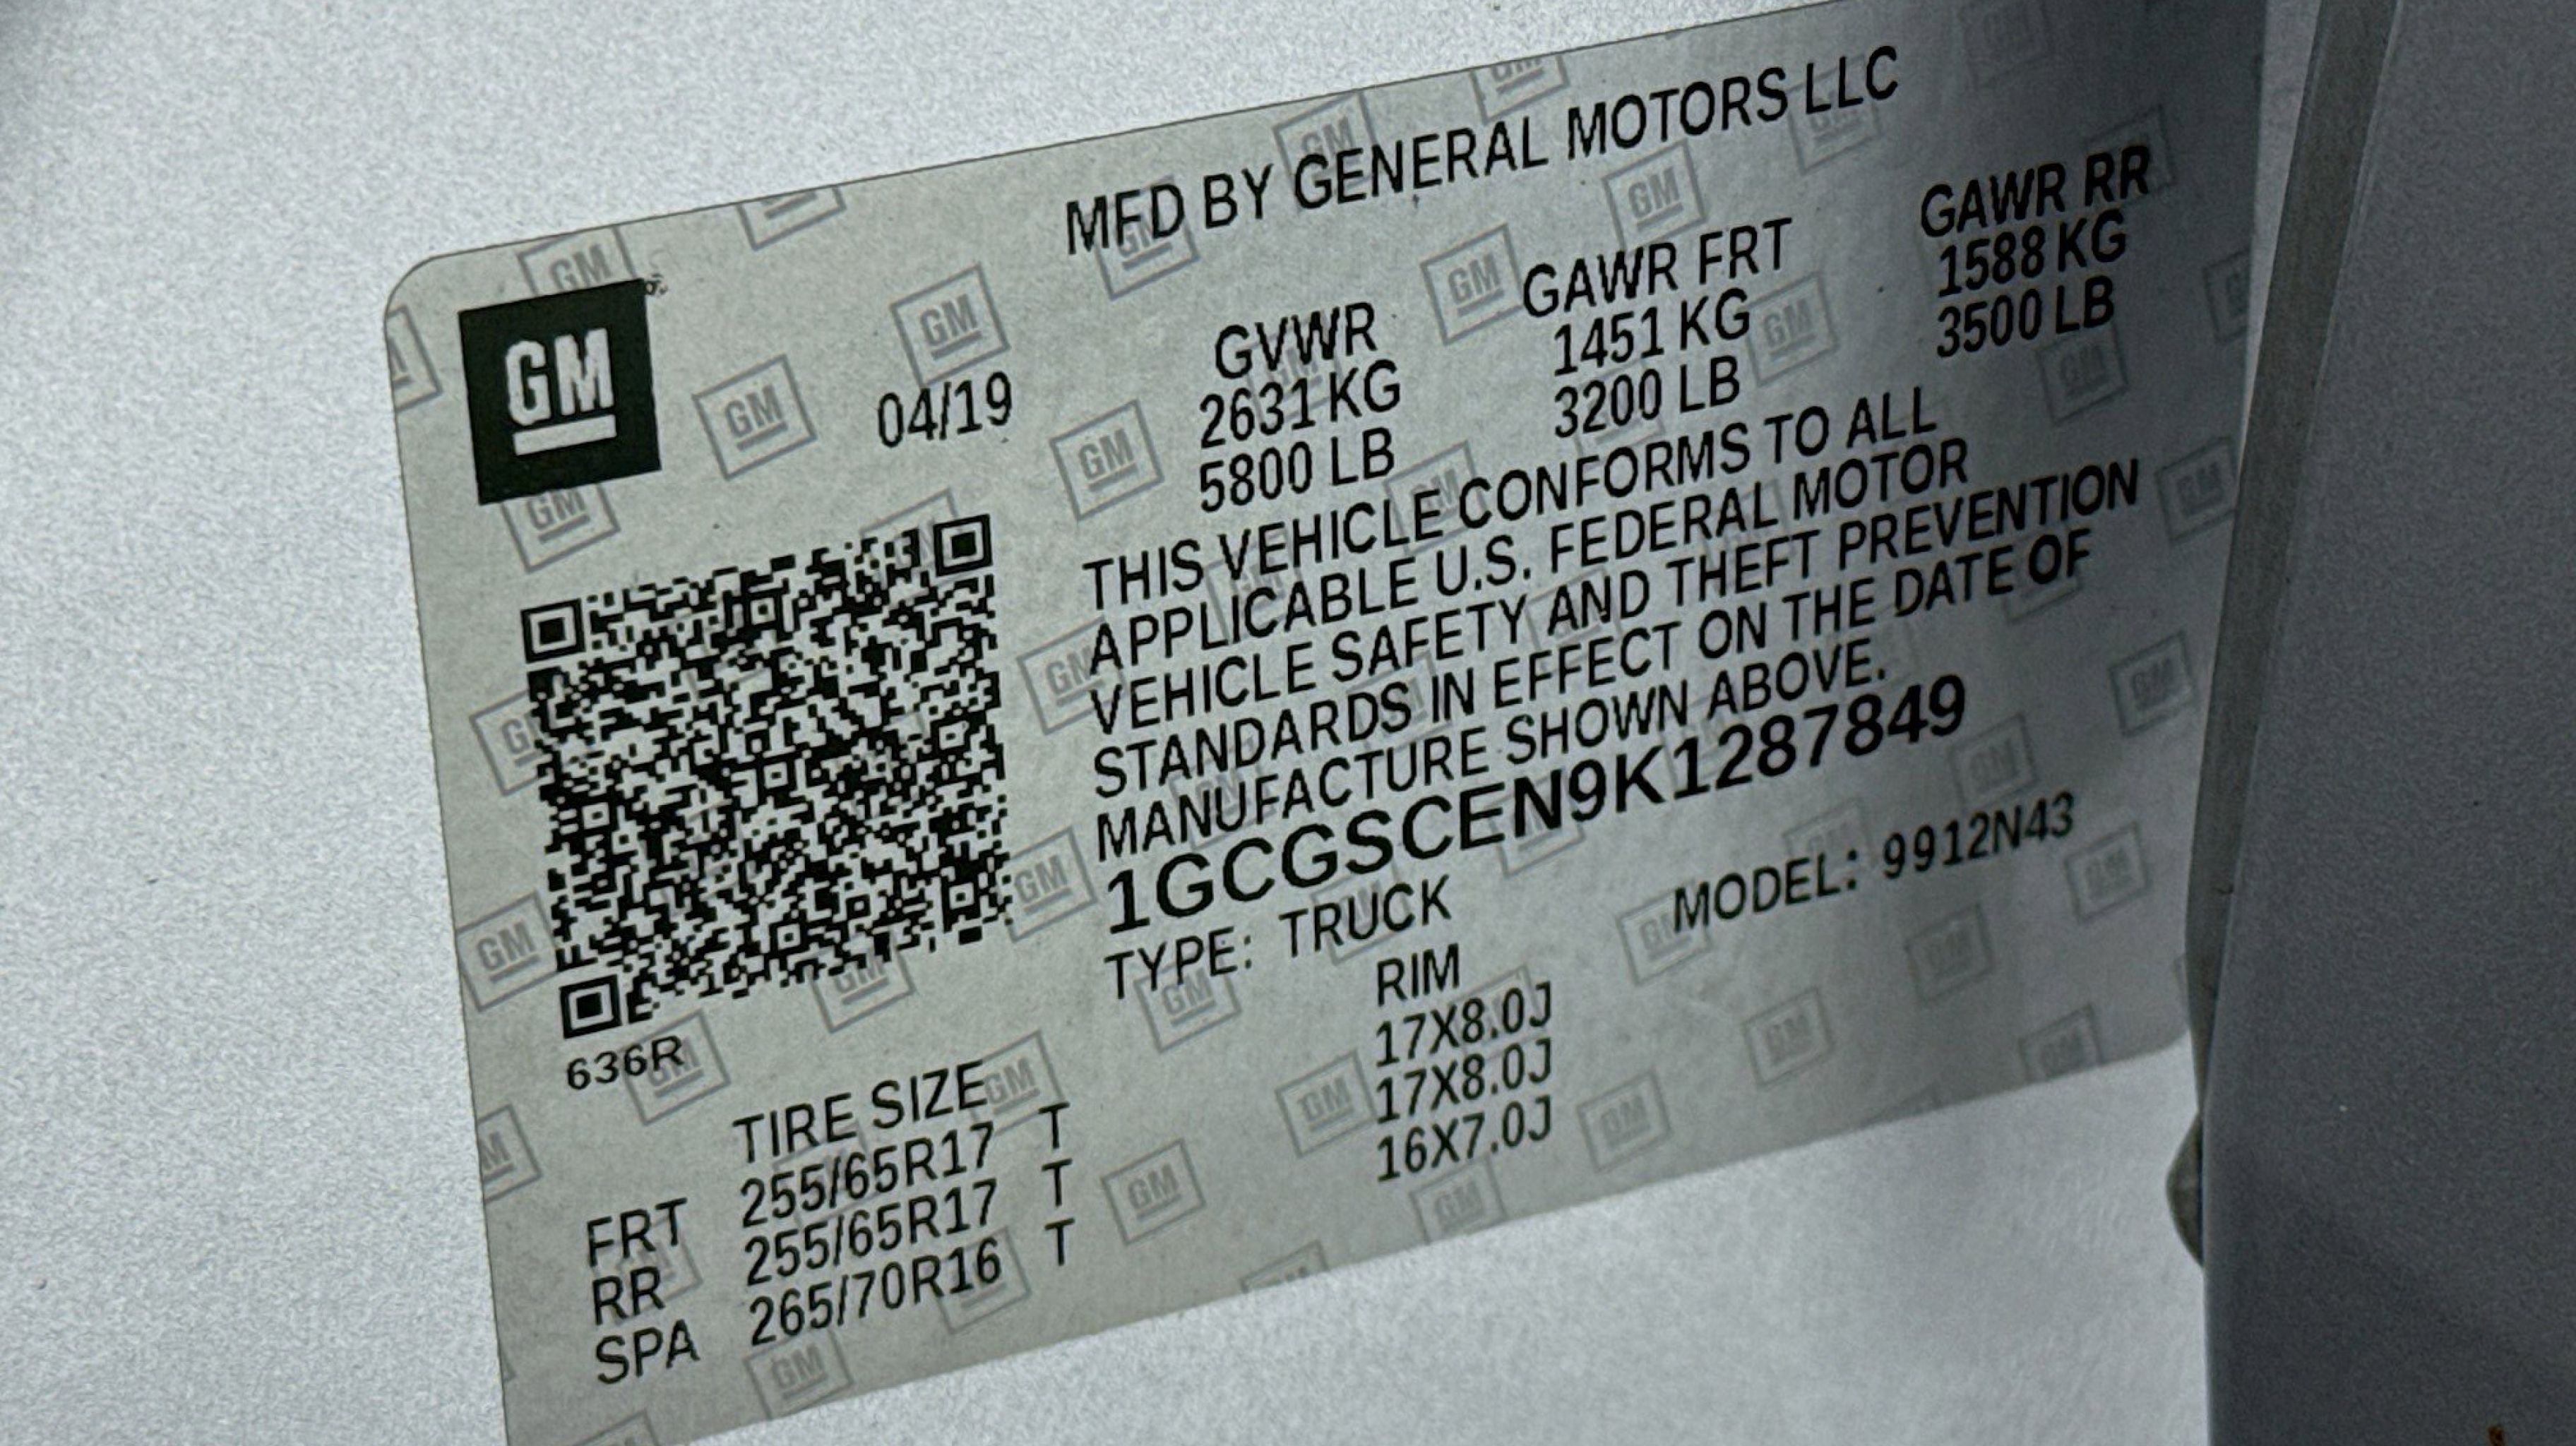 MFD BY GENERAL MOTORS LLC
GM
04/19
GVWR GAWR FRT GAWR RR
2631 KG 1451 KG 1588 KG
5800 LB 3200 LB 3500 LB
THIS VEHICLE CONFORMS TO ALL
APPLICABLE U.S. FEDERAL MOTOR
VEHICLE SAFETY AND THEFT PREVENTION
STANDARDS IN EFFECT ON THE DATE OF
MANUFACTURE SHOWN ABOVE.
1GCGSCEN9K1287849
TYPE: TRUCK MODEL: 9912N43
636R
TIRE SIZE RIM
FRT 255/65R17 T 17X8.0J
RR 255/65R17 T 17X8.0J
SPA 265/70R16 T 16X7.0J